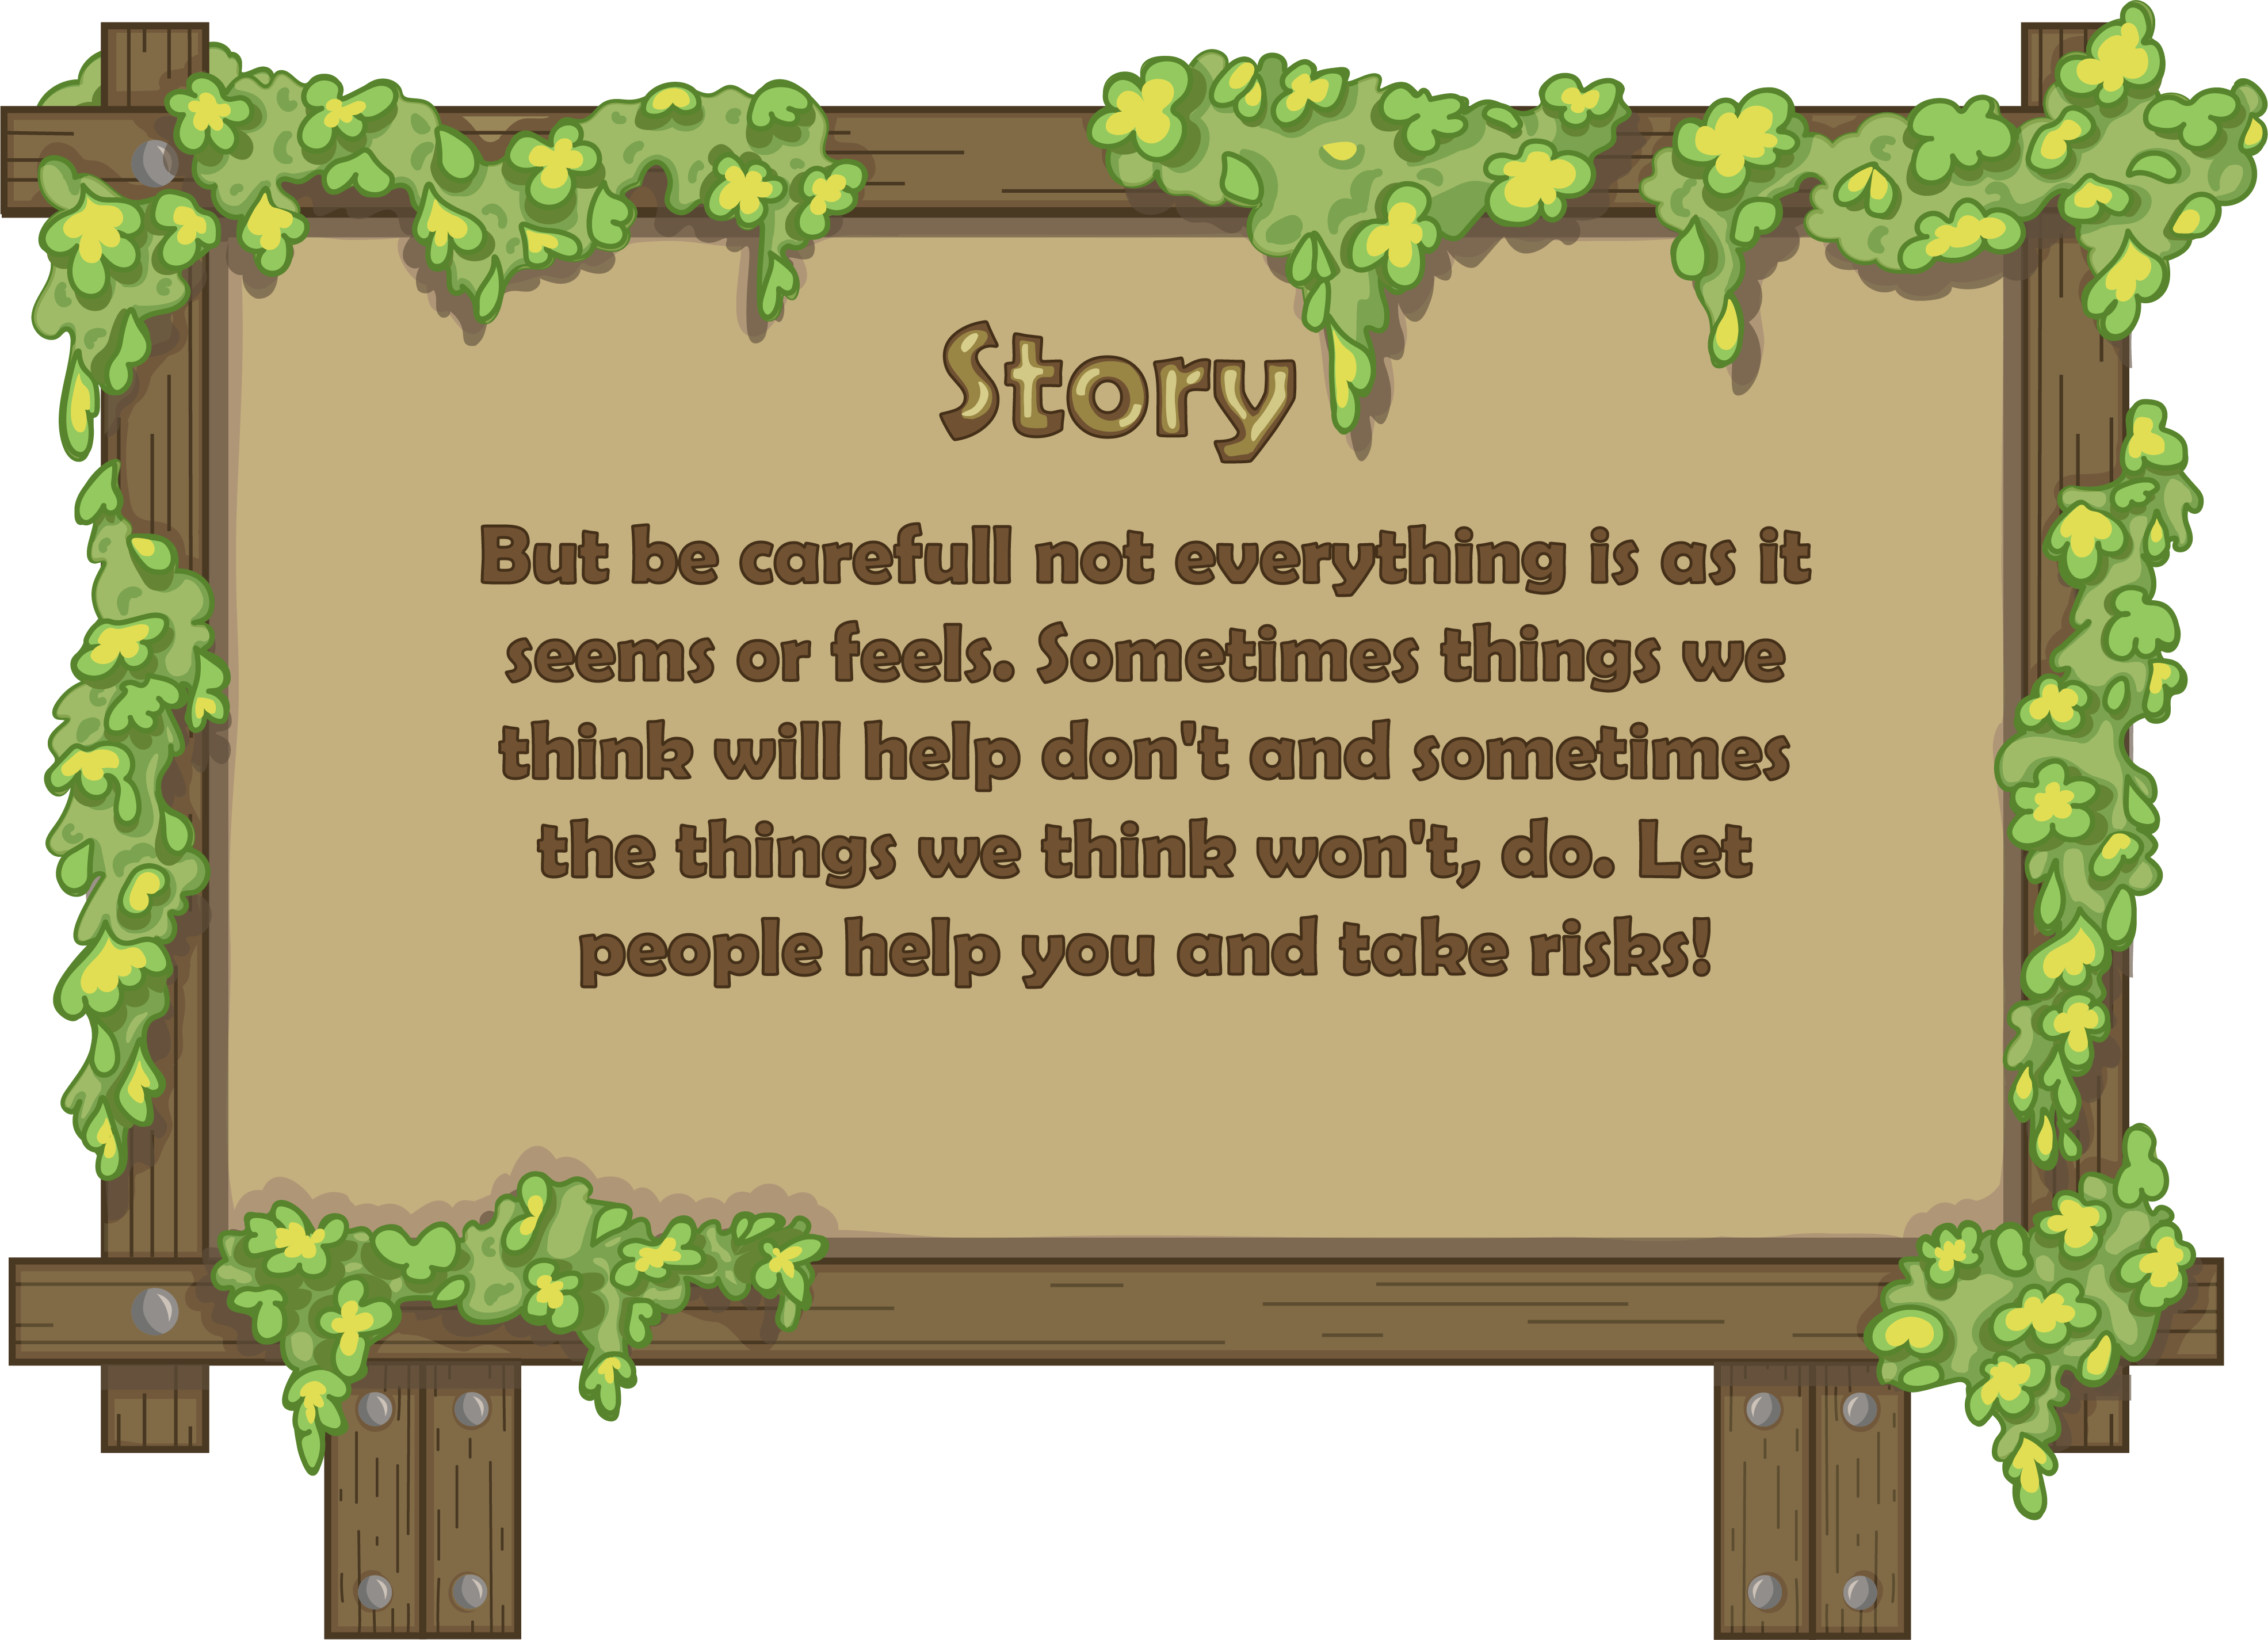 Story
But be carefull not everything is as it
seems or feels. Sometimes things we
think will help don't and sometimes
the things we think won't, do. Let
people help you and take risks!